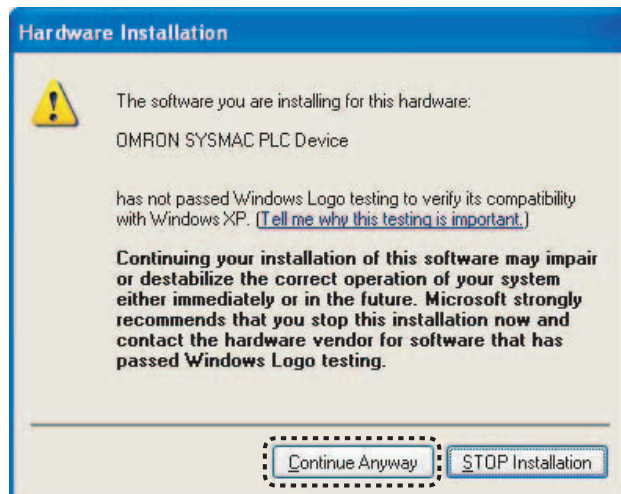 Hardware Installation
The software you are installing for this hardware:
OMRON SYSMAC PLC Device
has not passed Windows Logo testing to verify its compatibility
with Windows XP. (Tell me why this testing is important.)
Continuing your installation of this software may impair
or destabilize the correct operation of your system
either immediately or in the future. Microsoft strongly
recommends that you stop this installation now and
contact the hardware vendor for software that has
passed Windows Logo testing.
Continue Anyway
STOP Installation